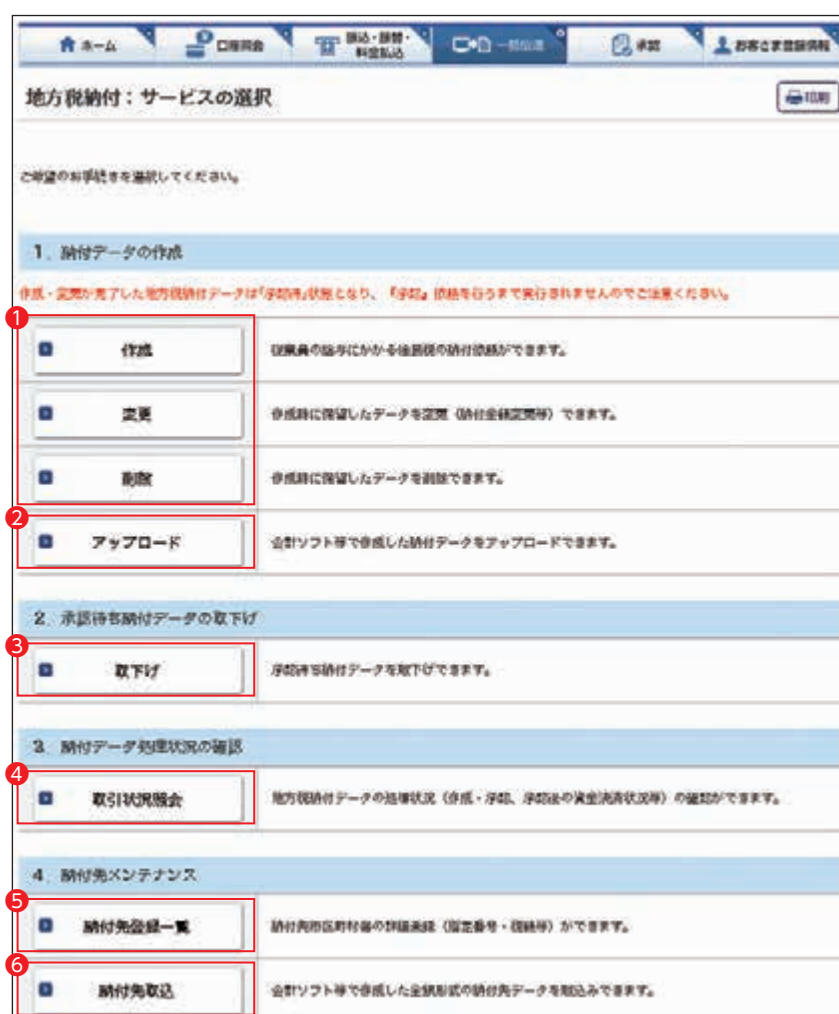 ホーム
口座照会
振込・振替・
料金払込
一括伝送
承認
お客さま登録情報
地方税納付：サービスの選択
印刷
ご希望のお手続きを選択してください。
1. 納付データの作成
作成・変更が完了した地方税納付データは「承認待」状態となり、『承認』依頼を行うまで実行されませんのでご注意ください。
1
作成
従業員の給与にかかる住民税の納付依頼ができます。
変更
作成時に保留したデータを変更（納付金額変更等）できます。
削除
作成時に保留したデータを削除できます。
2
アップロード
会計ソフト等で作成した納付データをアップロードできます。
2. 承認待ち納付データの取下げ
3
取下げ
承認待ち納付データを取下げできます。
3. 納付データ処理状況の確認
4
取引状況照会
地方税納付データの処理状況（作成・承認、承認後の資金決済状況等）の確認ができます。
4. 納付先メンテナンス
5
納付先登録一覧
納付先市区町村毎の詳細登録（指定番号・宛）ができます。
6
納付先取込
会計ソフト等で作成した全銀形式の納付先データを取込みできます。